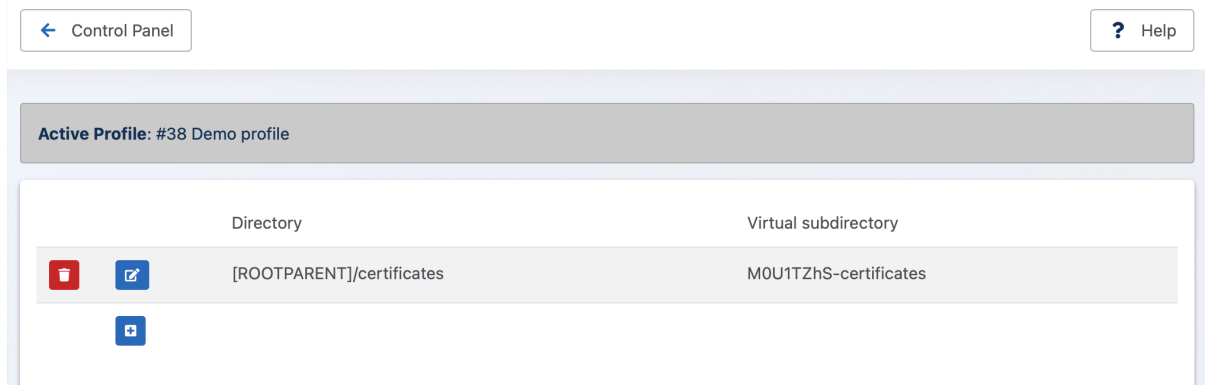 Control Panel
? Help
Active Profile: #38 Demo profile
Directory Virtual subdirectory
[ROOTPARENT]/certificates M0U1TZhS-certificates